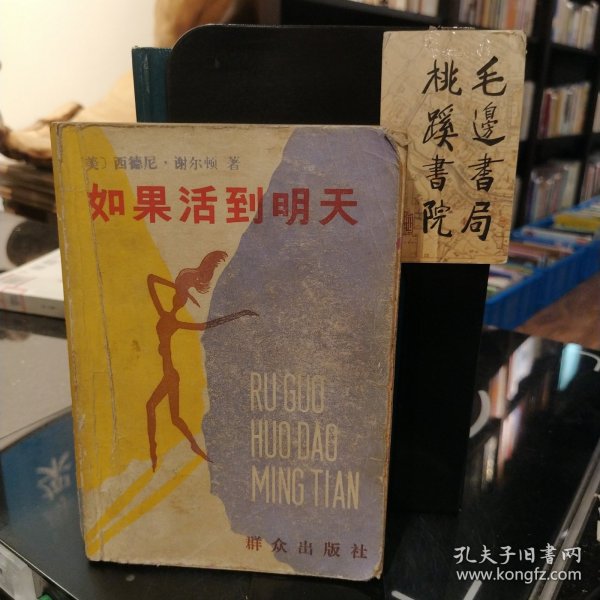 美〕西德尼·谢尔顿 著
如果活到明天
RU GUO
HUO DAO
MING TIAN
群众出版社
毛邊書局
桃蹊書院
孔夫子旧书网
www.kongfz.com